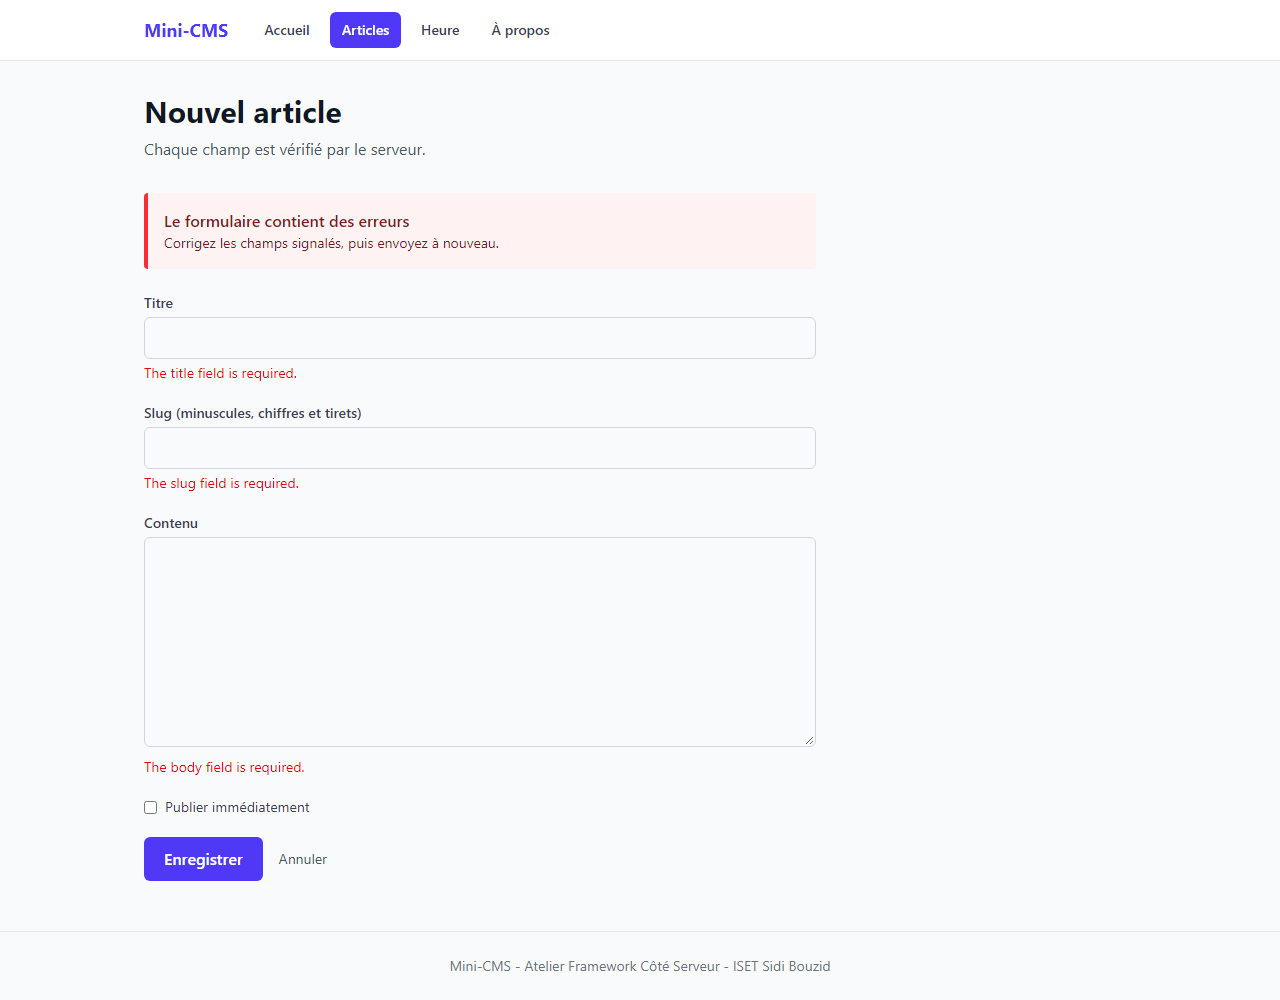 Mini-CMS Accueil Articles Heure À propos
Nouvel article
Chaque champ est vérifié par le serveur.
Le formulaire contient des erreurs
Corrigez les champs signalés, puis envoyez à nouveau.
Titre
The title field is required.
Slug (minuscules, chiffres et tirets)
The slug field is required.
Contenu
The body field is required.
Publier immédiatement
Enregistrer Annuler
Mini-CMS - Atelier Framework Côté Serveur - ISET Sidi Bouzid